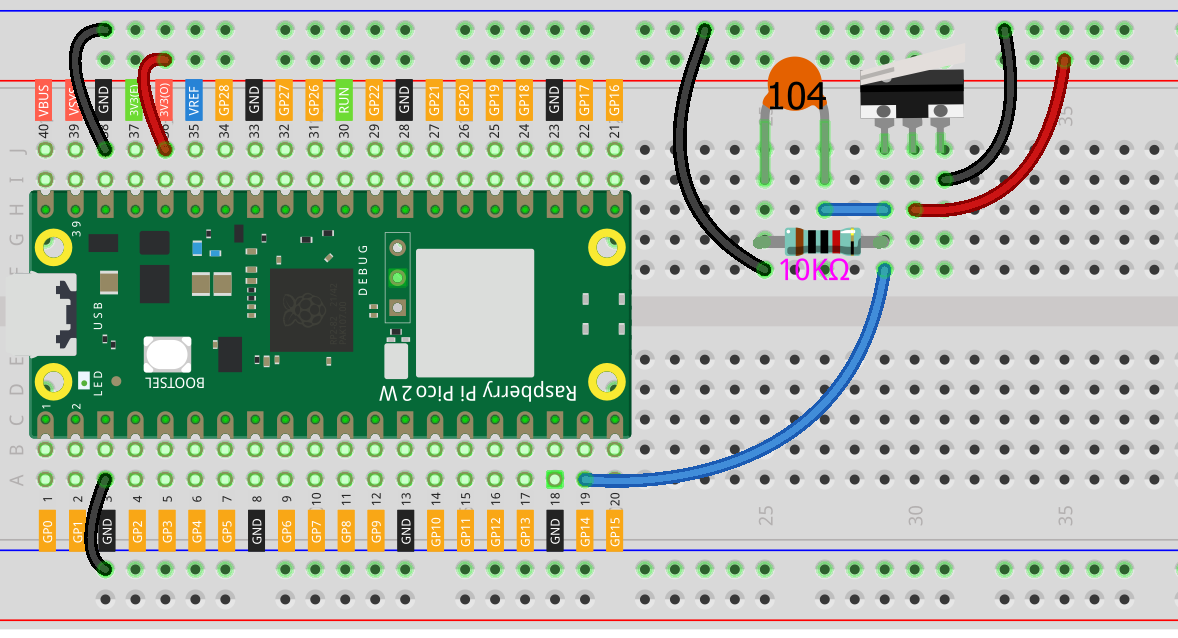 VBUS VSYS GND 3V3(E) 3V3(O) VREF GP28 GND GP27 GP26 RUN GP22 GND GP21 GP20 GP19 GP18 GND GP17 GP16
40 39 38 37 36 35 34 33 32 31 30 29 28 27 26 25 24 23 22 21
104
25
35
J
I
H
G
F
39
DEBUG
10KΩ
USB
BOOTSEL
LED
Raspberry Pi Pico 2 W
1
2
E
D
C
B
A
1 2 3 4 5 6 7 8 9 10 11 12 13 14 15 16 17 18 19 20
25 30 35
GP0 GP1 GND GP2 GP3 GP4 GP5 GND GP6 GP7 GP8 GP9 GND GP10 GP11 GP12 GP13 GND GP14 GP15